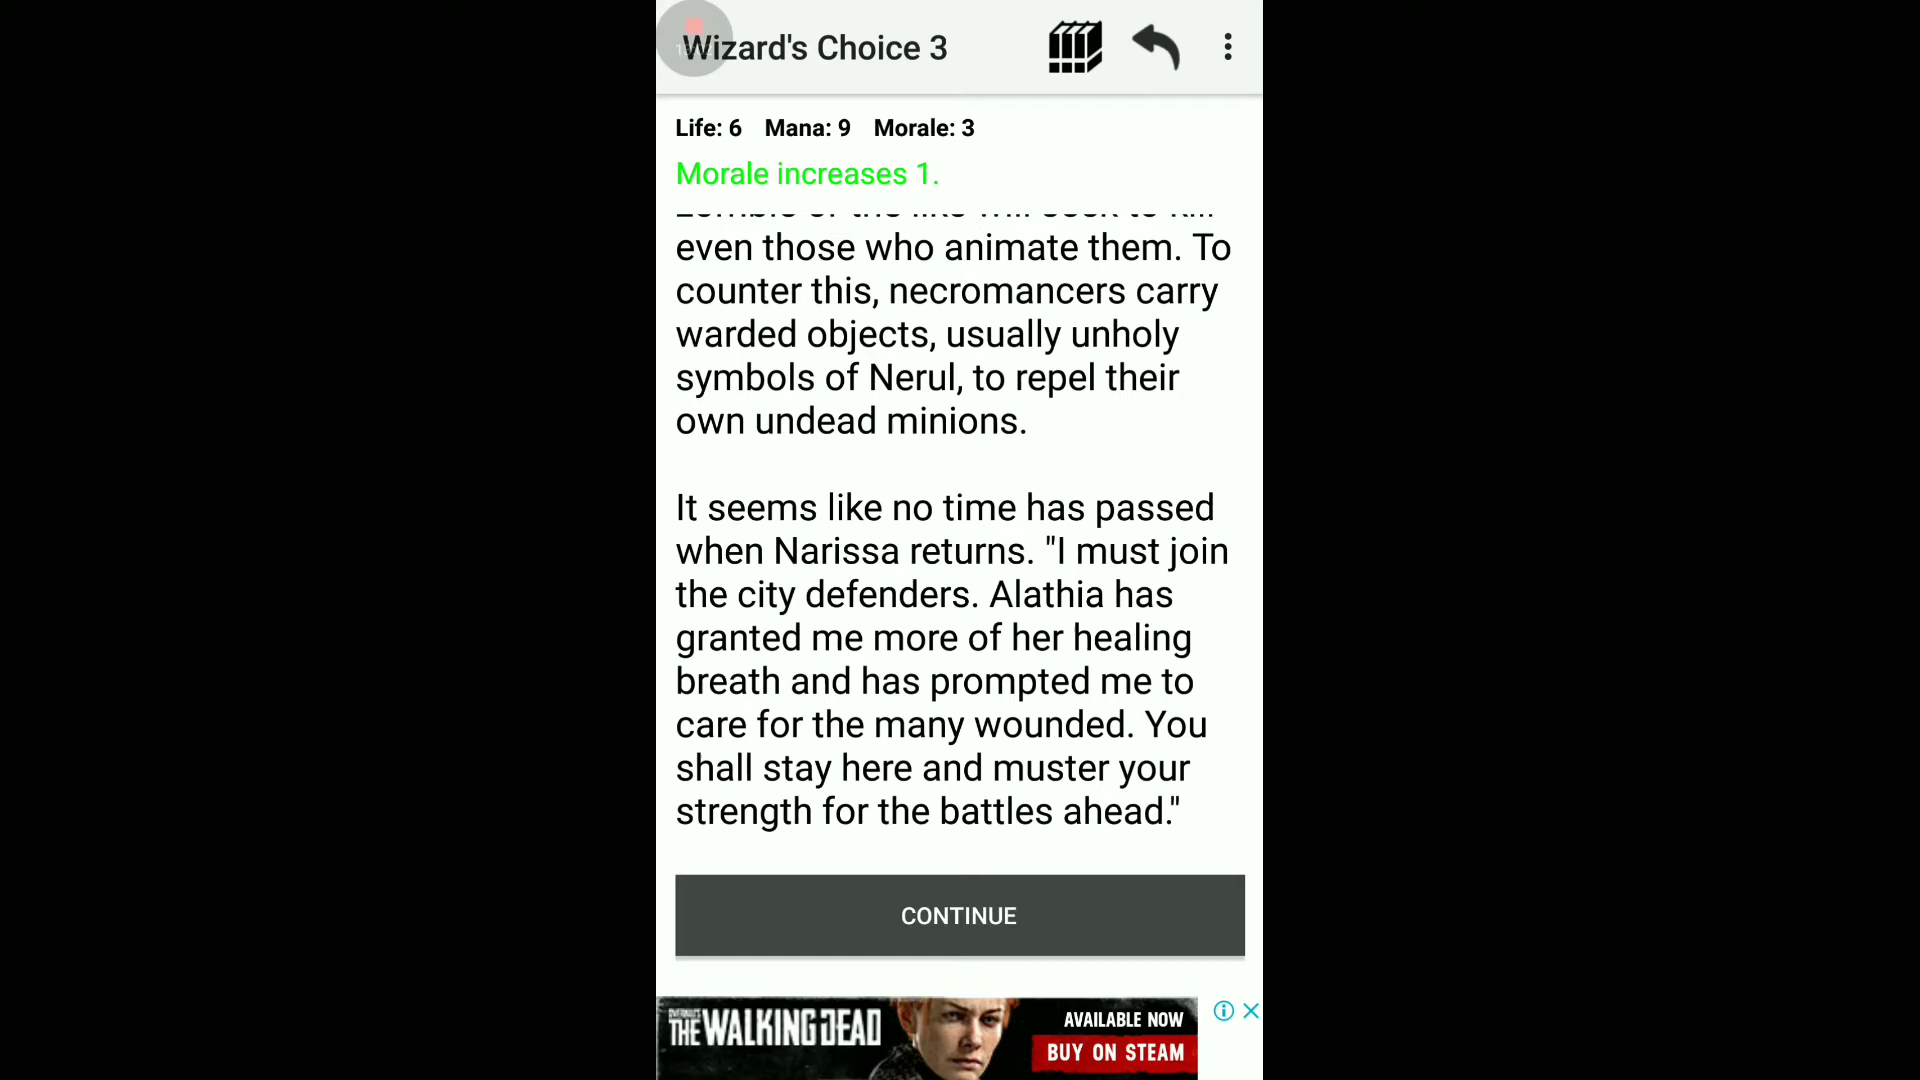 Wizard's Choice 3
Life: 6 Mana: 9 Morale: 3
Morale increases 1.
even those who animate them. To
counter this, necromancers carry
warded objects, usually unholy
symbols of Nerul, to repel their
own undead minions.
It seems like no time has passed
when Narissa returns. "I must join
the city defenders. Alathia has
granted me more of her healing
breath and has prompted me to
care for the many wounded. You
shall stay here and muster your
strength for the battles ahead."
CONTINUE
OVERKILL'S
THE WALKING DEAD
AVAILABLE NOW
BUY ON STEAM